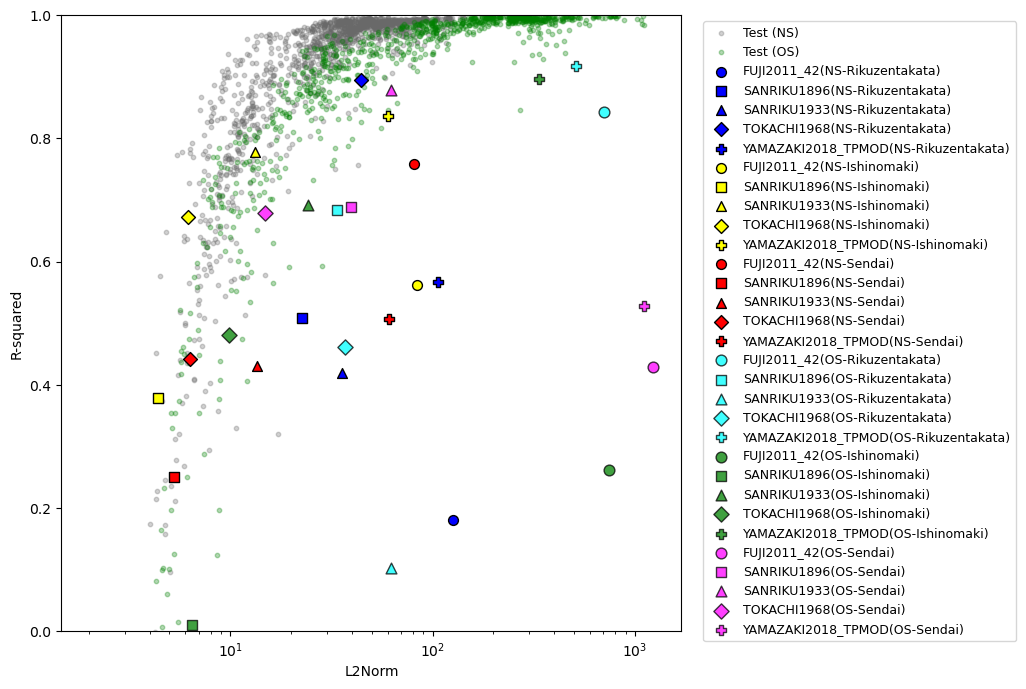 1.0
0.8
0.6
0.4
0.2
0.0
R-squared
10¹
10²
10³
L2Norm
Test (NS)
Test (OS)
FUJI2011_42(NS-Rikuzentakata)
SANRIKU1896(NS-Rikuzentakata)
SANRIKU1933(NS-Rikuzentakata)
TOKACHI1968(NS-Rikuzentakata)
YAMAZAKI2018_TPMOD(NS-Rikuzentakata)
FUJI2011_42(NS-Ishinomaki)
SANRIKU1896(NS-Ishinomaki)
SANRIKU1933(NS-Ishinomaki)
TOKACHI1968(NS-Ishinomaki)
YAMAZAKI2018_TPMOD(NS-Ishinomaki)
FUJI2011_42(NS-Sendai)
SANRIKU1896(NS-Sendai)
SANRIKU1933(NS-Sendai)
TOKACHI1968(NS-Sendai)
YAMAZAKI2018_TPMOD(NS-Sendai)
FUJI2011_42(OS-Rikuzentakata)
SANRIKU1896(OS-Rikuzentakata)
SANRIKU1933(OS-Rikuzentakata)
TOKACHI1968(OS-Rikuzentakata)
YAMAZAKI2018_TPMOD(OS-Rikuzentakata)
FUJI2011_42(OS-Ishinomaki)
SANRIKU1896(OS-Ishinomaki)
SANRIKU1933(OS-Ishinomaki)
TOKACHI1968(OS-Ishinomaki)
YAMAZAKI2018_TPMOD(OS-Ishinomaki)
FUJI2011_42(OS-Sendai)
SANRIKU1896(OS-Sendai)
SANRIKU1933(OS-Sendai)
TOKACHI1968(OS-Sendai)
YAMAZAKI2018_TPMOD(OS-Sendai)